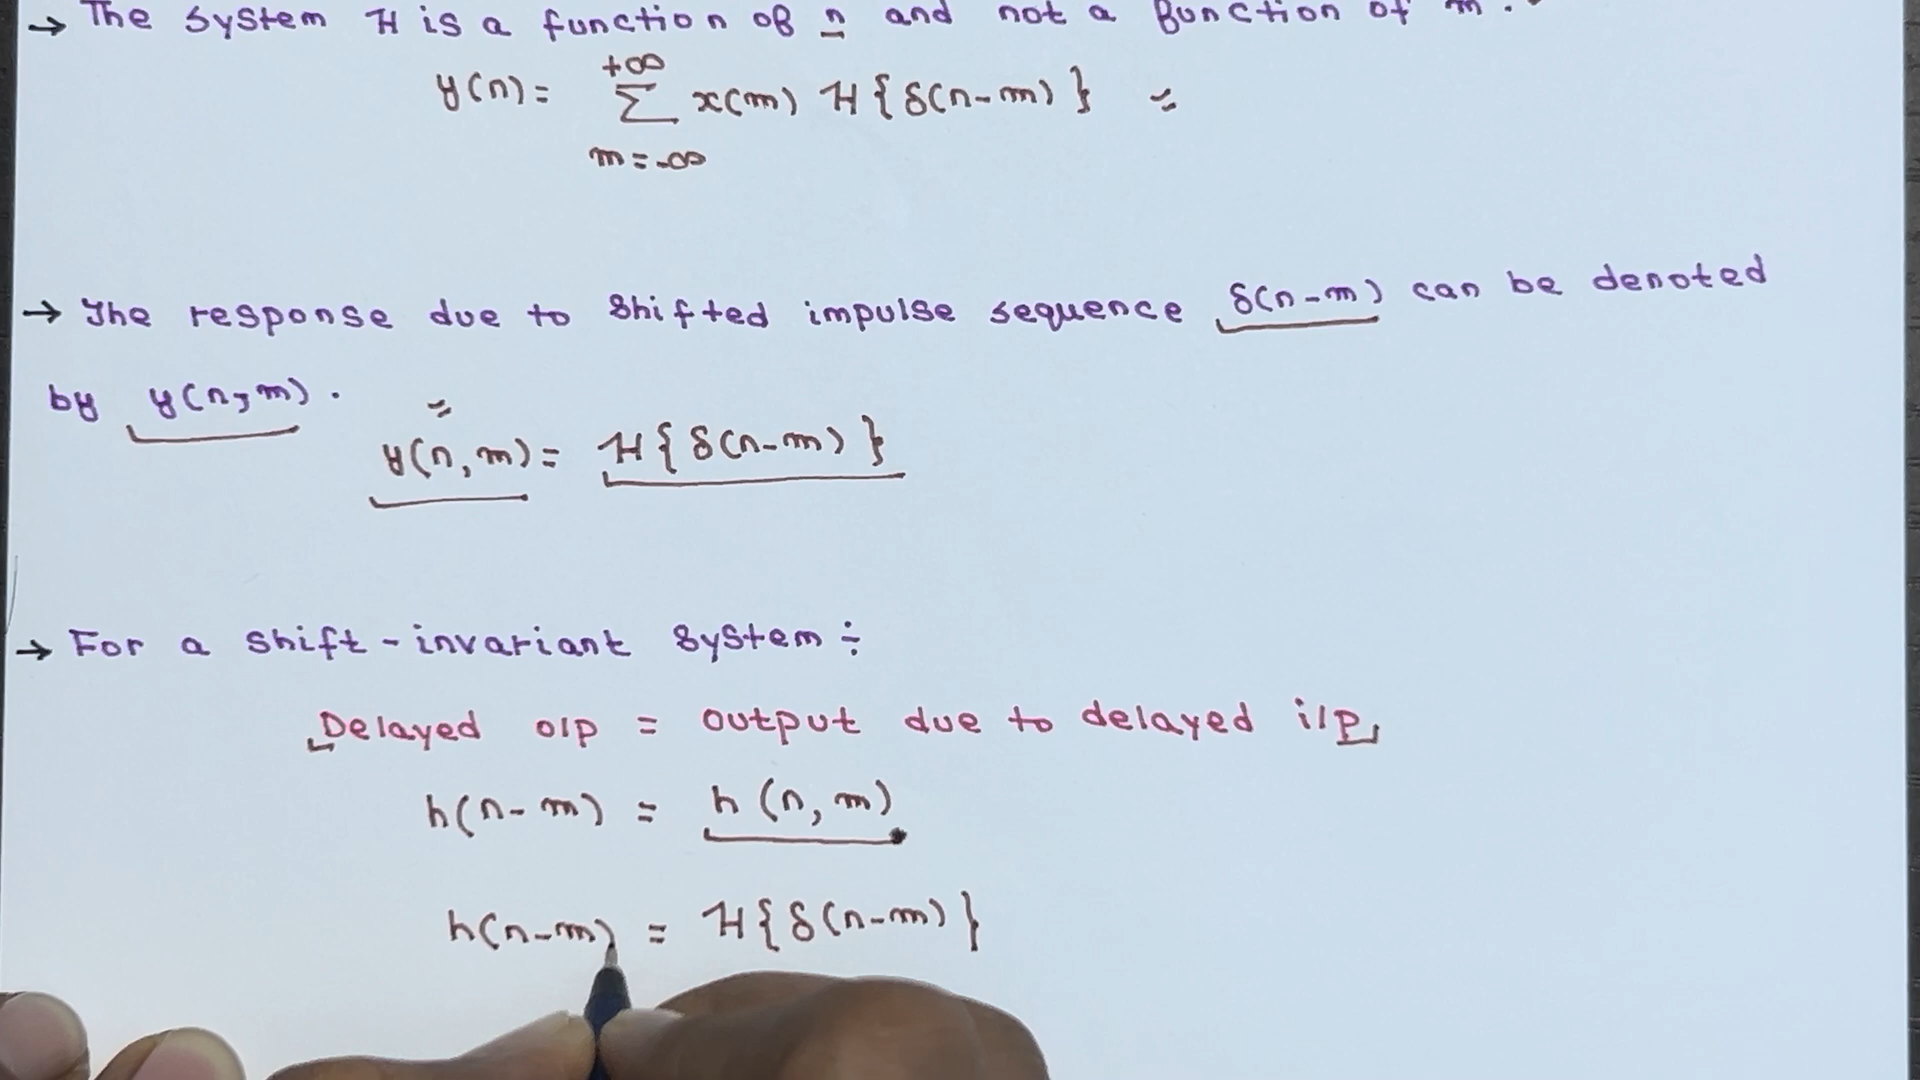 → The system H is a function of n and not a function of m.
+∞
y(n) = Σ x(m) H{δ(n-m)}
m=-∞
→ The response due to shifted impulse sequence δ(n-m) can be denoted
by y(n,m).
y(n,m) = H{δ(n-m)}
→ For a shift-invariant system ÷
Delayed o/p = output due to delayed i/p
h(n-m) = h(n,m)
h(n-m) = H{δ(n-m)}